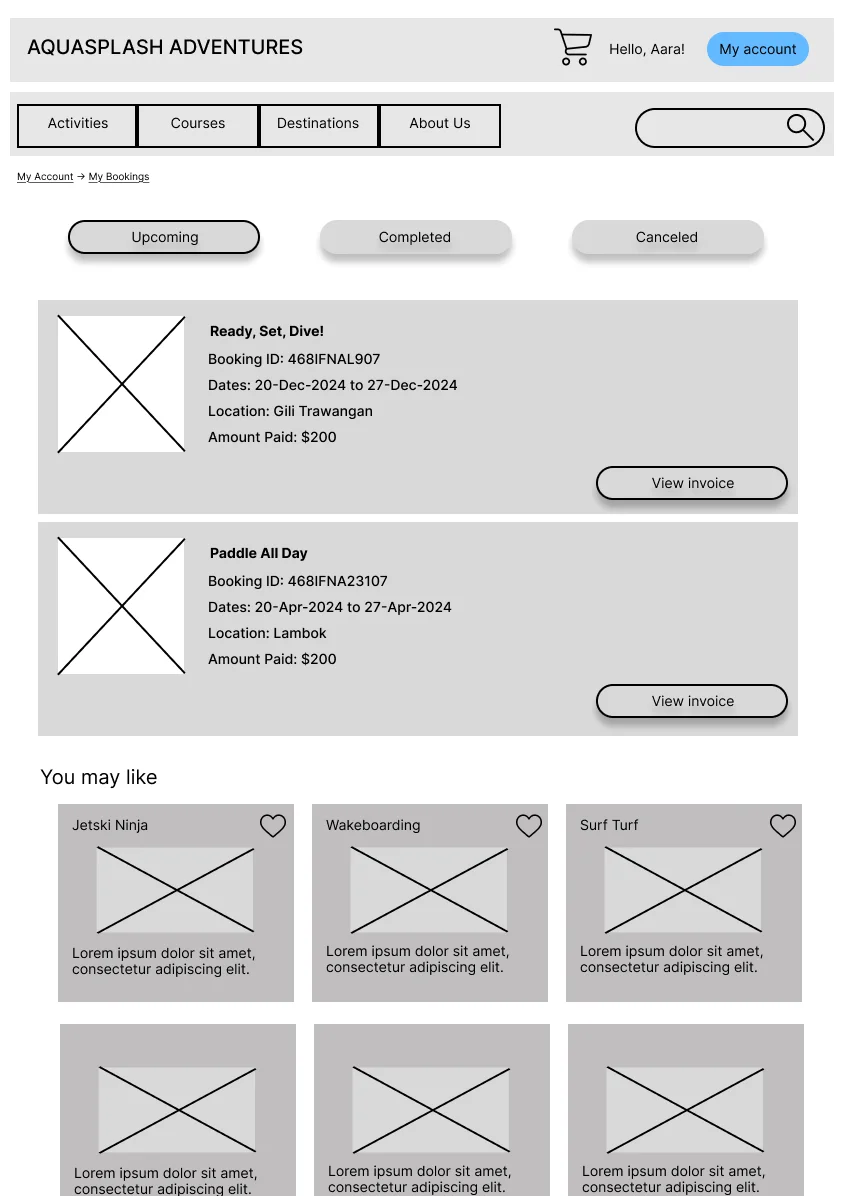 AQUASPLASH ADVENTURES
Hello, Aara!
My account
Activities
Courses
Destinations
About Us
My Account → My Bookings
Upcoming
Completed
Canceled
Ready, Set, Dive!
Booking ID: 468IFNAL907
Dates: 20-Dec-2024 to 27-Dec-2024
Location: Gili Trawangan
Amount Paid: $200
View invoice
Paddle All Day
Booking ID: 468IFNA23107
Dates: 20-Apr-2024 to 27-Apr-2024
Location: Lambok
Amount Paid: $200
View invoice
You may like
Jetski Ninja
Lorem ipsum dolor sit amet,
consectetur adipiscing elit.
Wakeboarding
Lorem ipsum dolor sit amet,
consectetur adipiscing elit.
Surf Turf
Lorem ipsum dolor sit amet,
consectetur adipiscing elit.
Lorem ipsum dolor sit amet,
consectetur adipiscing elit.
Lorem ipsum dolor sit amet,
consectetur adipiscing elit.
Lorem ipsum dolor sit amet,
consectetur adipiscing elit.